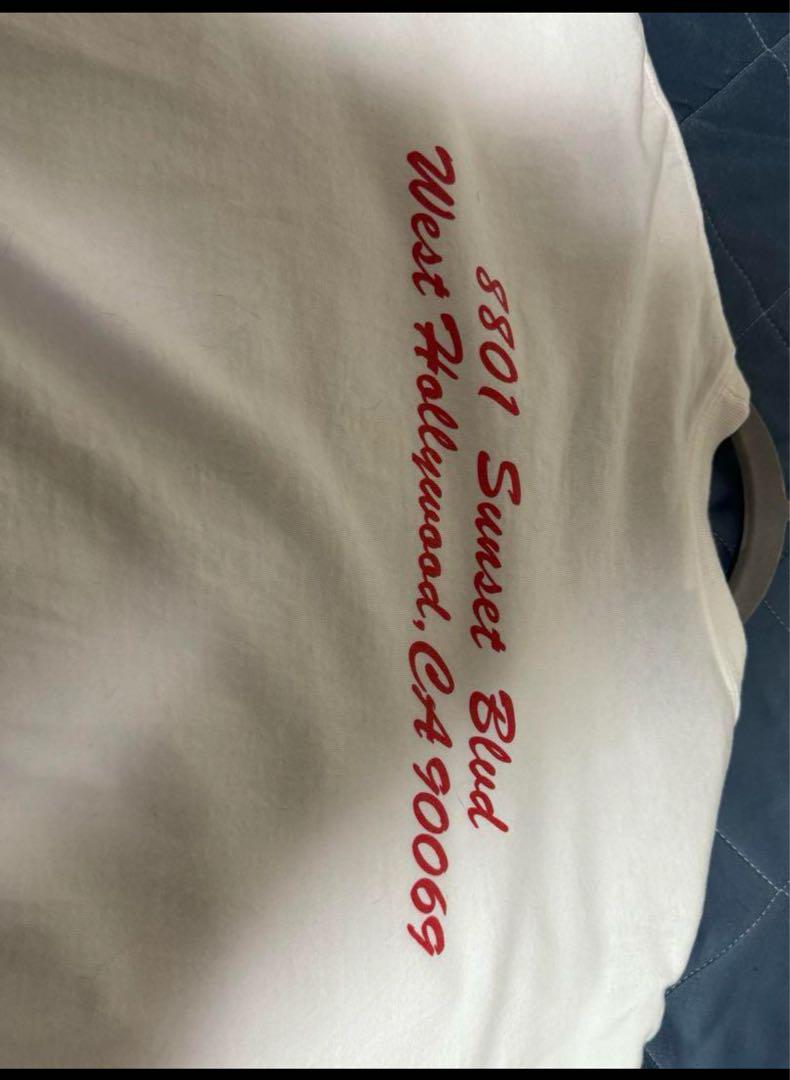 8801 Sunset Blvd
West Hollywood, CA 90069